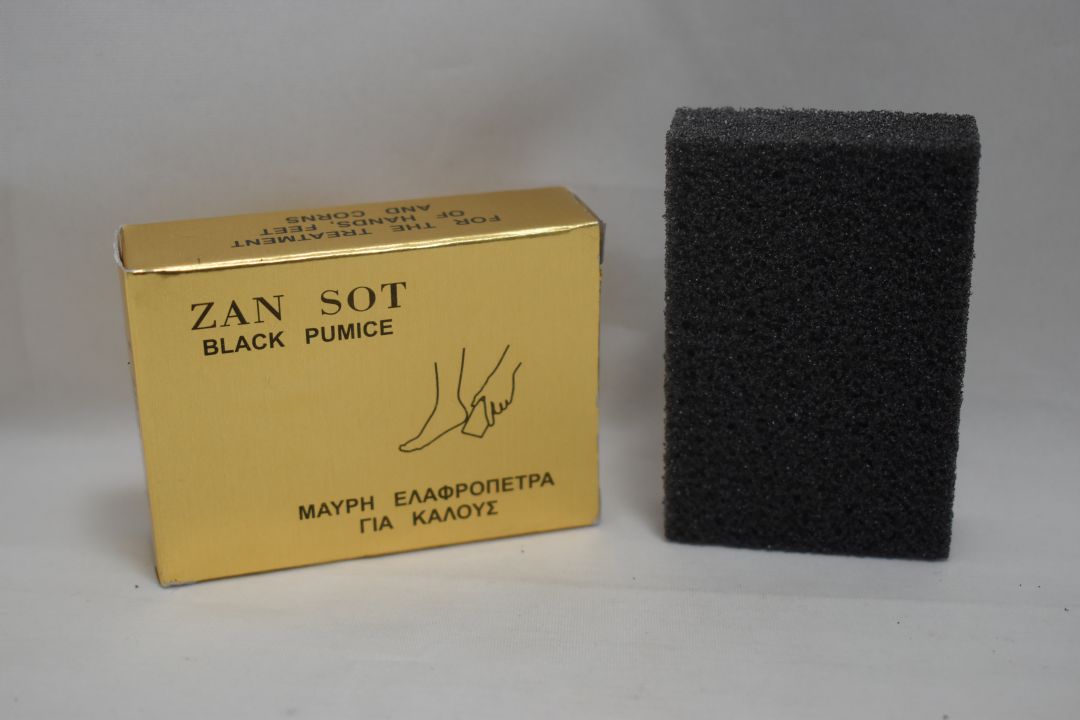 FOR THE TREATMENT
OF HANDS, FEET
AND CORNS
ZAN SOT
BLACK PUMICE
ΜΑΥΡΗ ΕΛΑΦΡΟΠΕΤΡΑ
ΓΙΑ ΚΑΛΟΥΣ